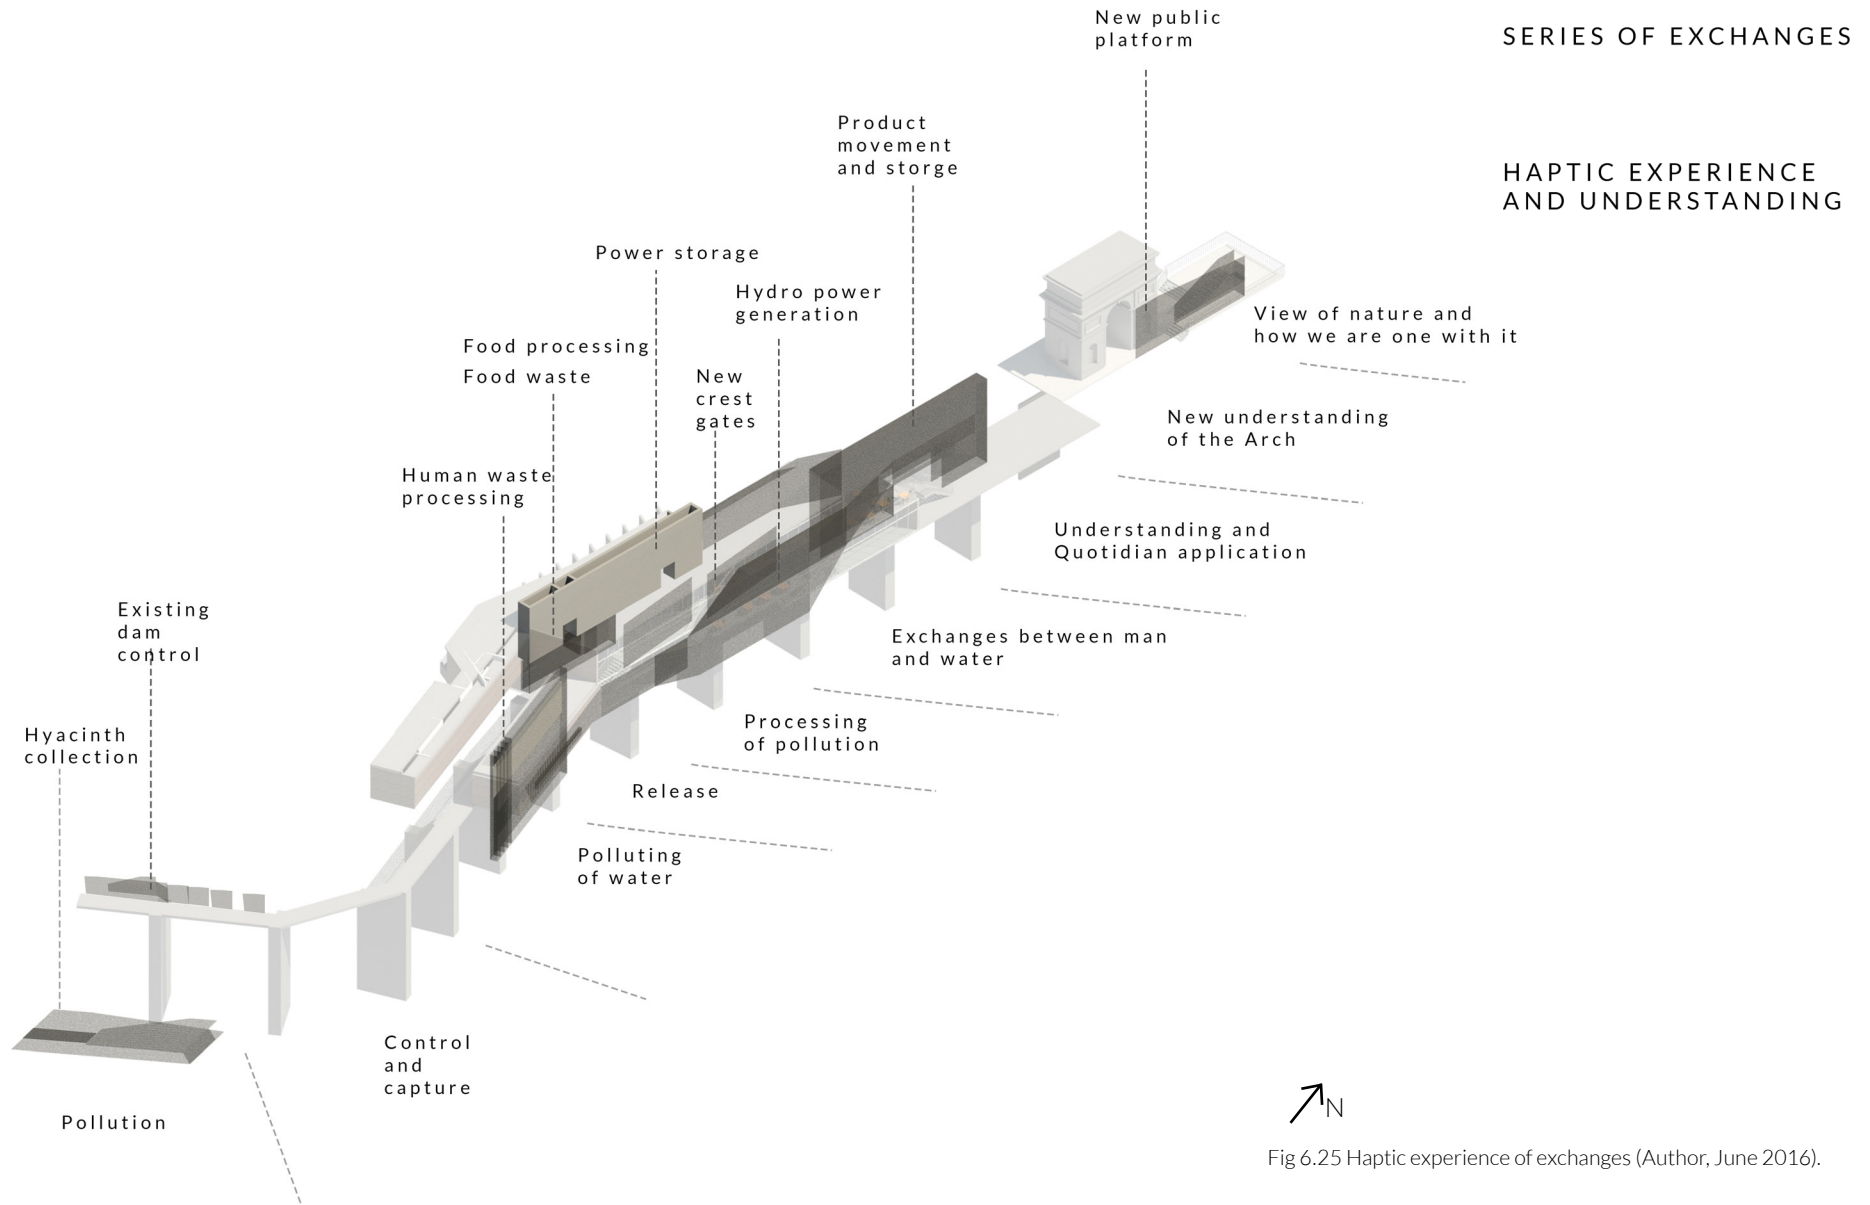 New public
platform
SERIES OF EXCHANGES
Product
movement
and storge
HAPTIC EXPERIENCE
AND UNDERSTANDING
Power storage
Hydro power
generation
View of nature and
how we are one with it
Food processing
Food waste
New
crest
gates
New understanding
of the Arch
Human waste
processing
Understanding and
Quotidian application
Existing
dam
control
Exchanges between man
and water
Hyacinth
collection
Processing
of pollution
Release
Polluting
of water
Control
and
capture
Pollution
N
Fig 6.25 Haptic experience of exchanges (Author, June 2016).